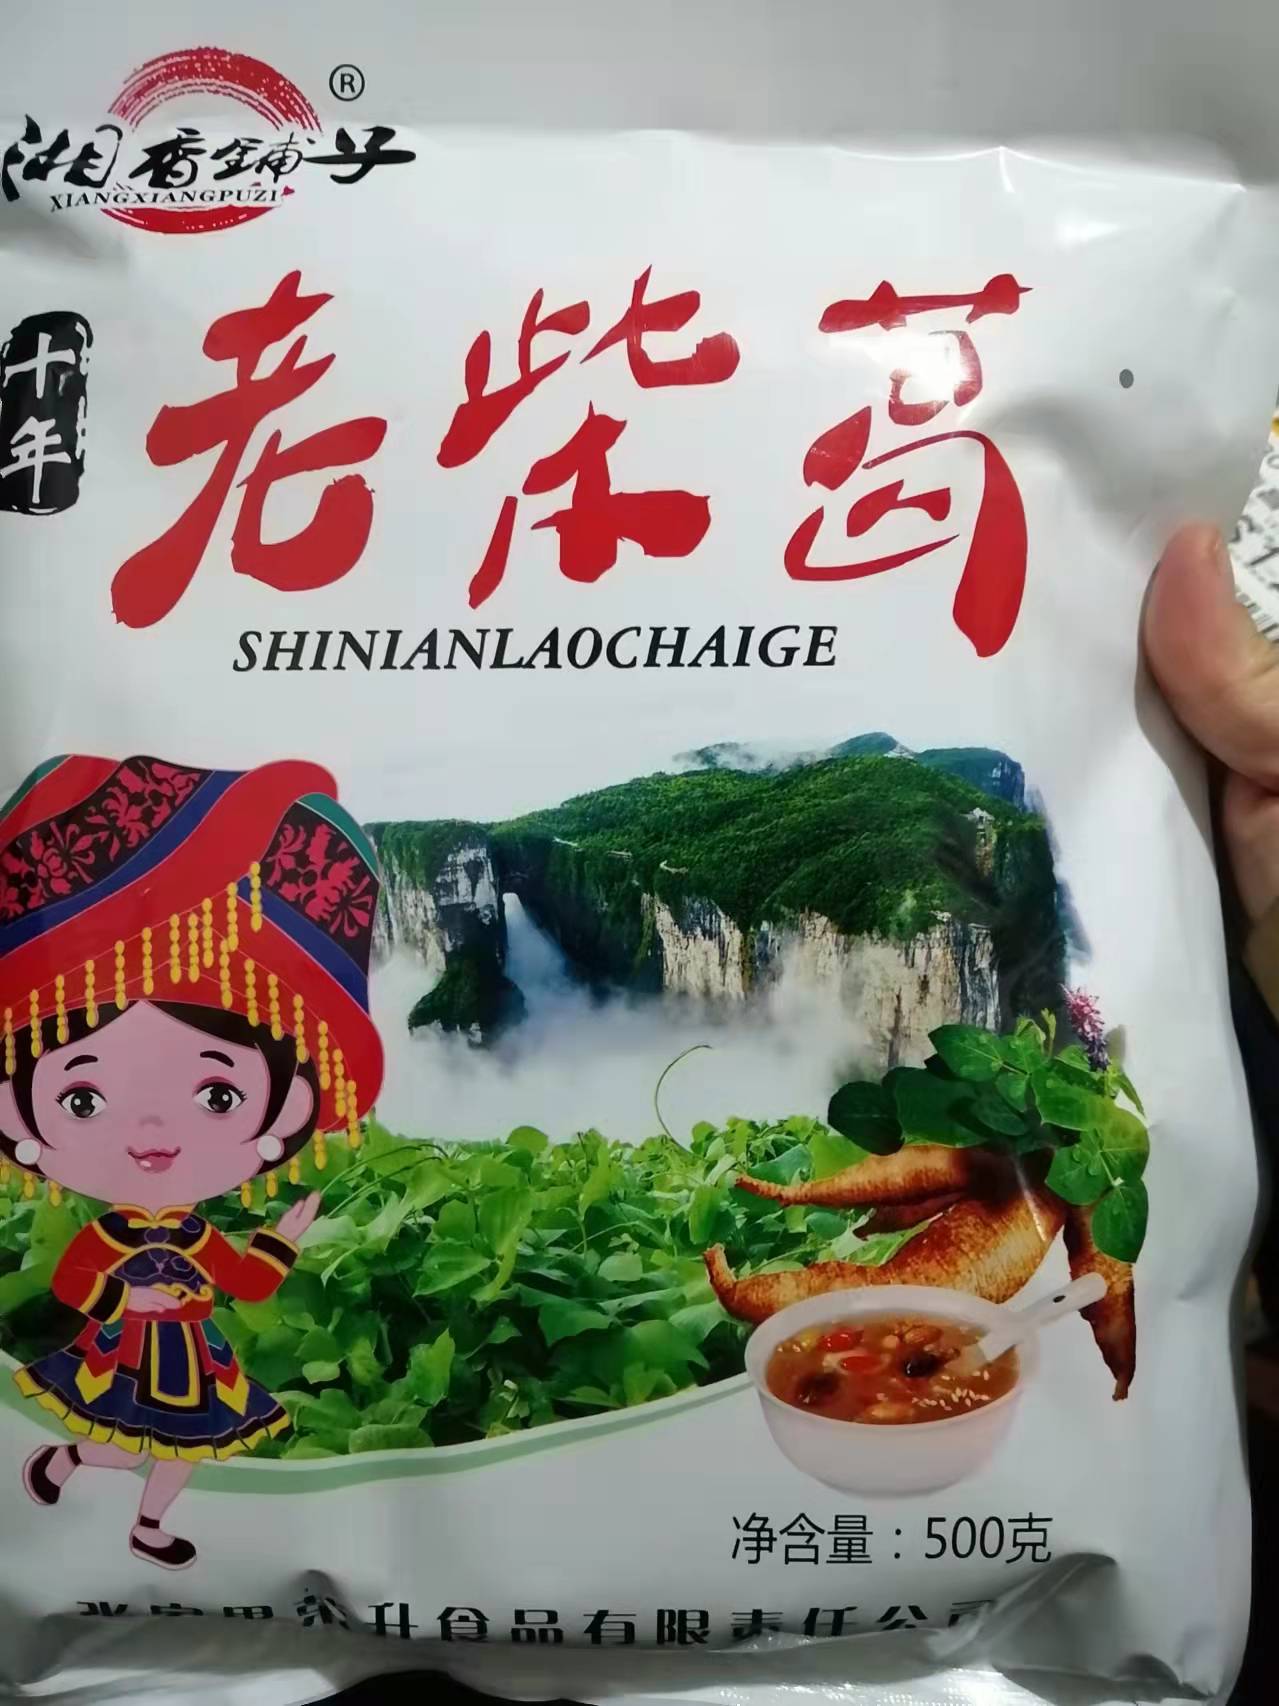 湘香铺子®
XIANGXIANGPUZI
十年
老柴葛
SHINIANLAOCHAIGE
净含量：500克
升食品有限责任公司